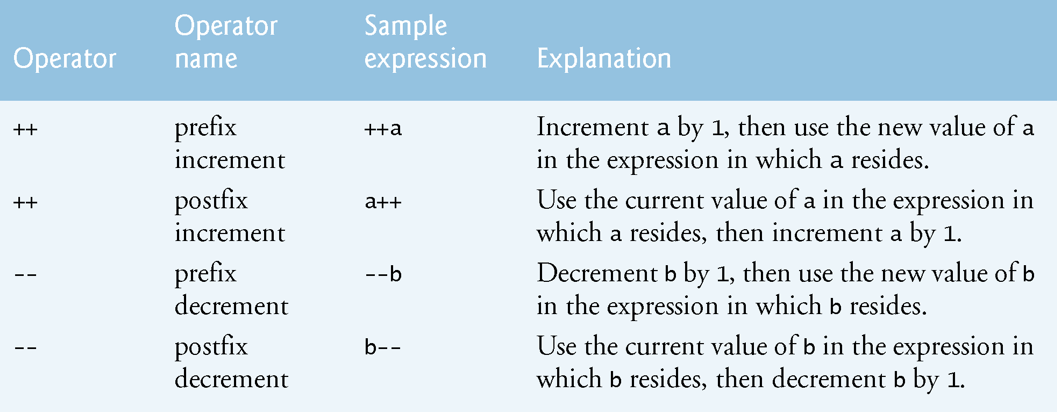 Operator
Operator name
Sample expression
Explanation
++
prefix increment
++a
Increment a by 1, then use the new value of a
in the expression in which a resides.
++
postfix increment
a++
Use the current value of a in the expression in
which a resides, then increment a by 1.
--
prefix decrement
--b
Decrement b by 1, then use the new value of b
in the expression in which b resides.
--
postfix decrement
b--
Use the current value of b in the expression in
which b resides, then decrement b by 1.